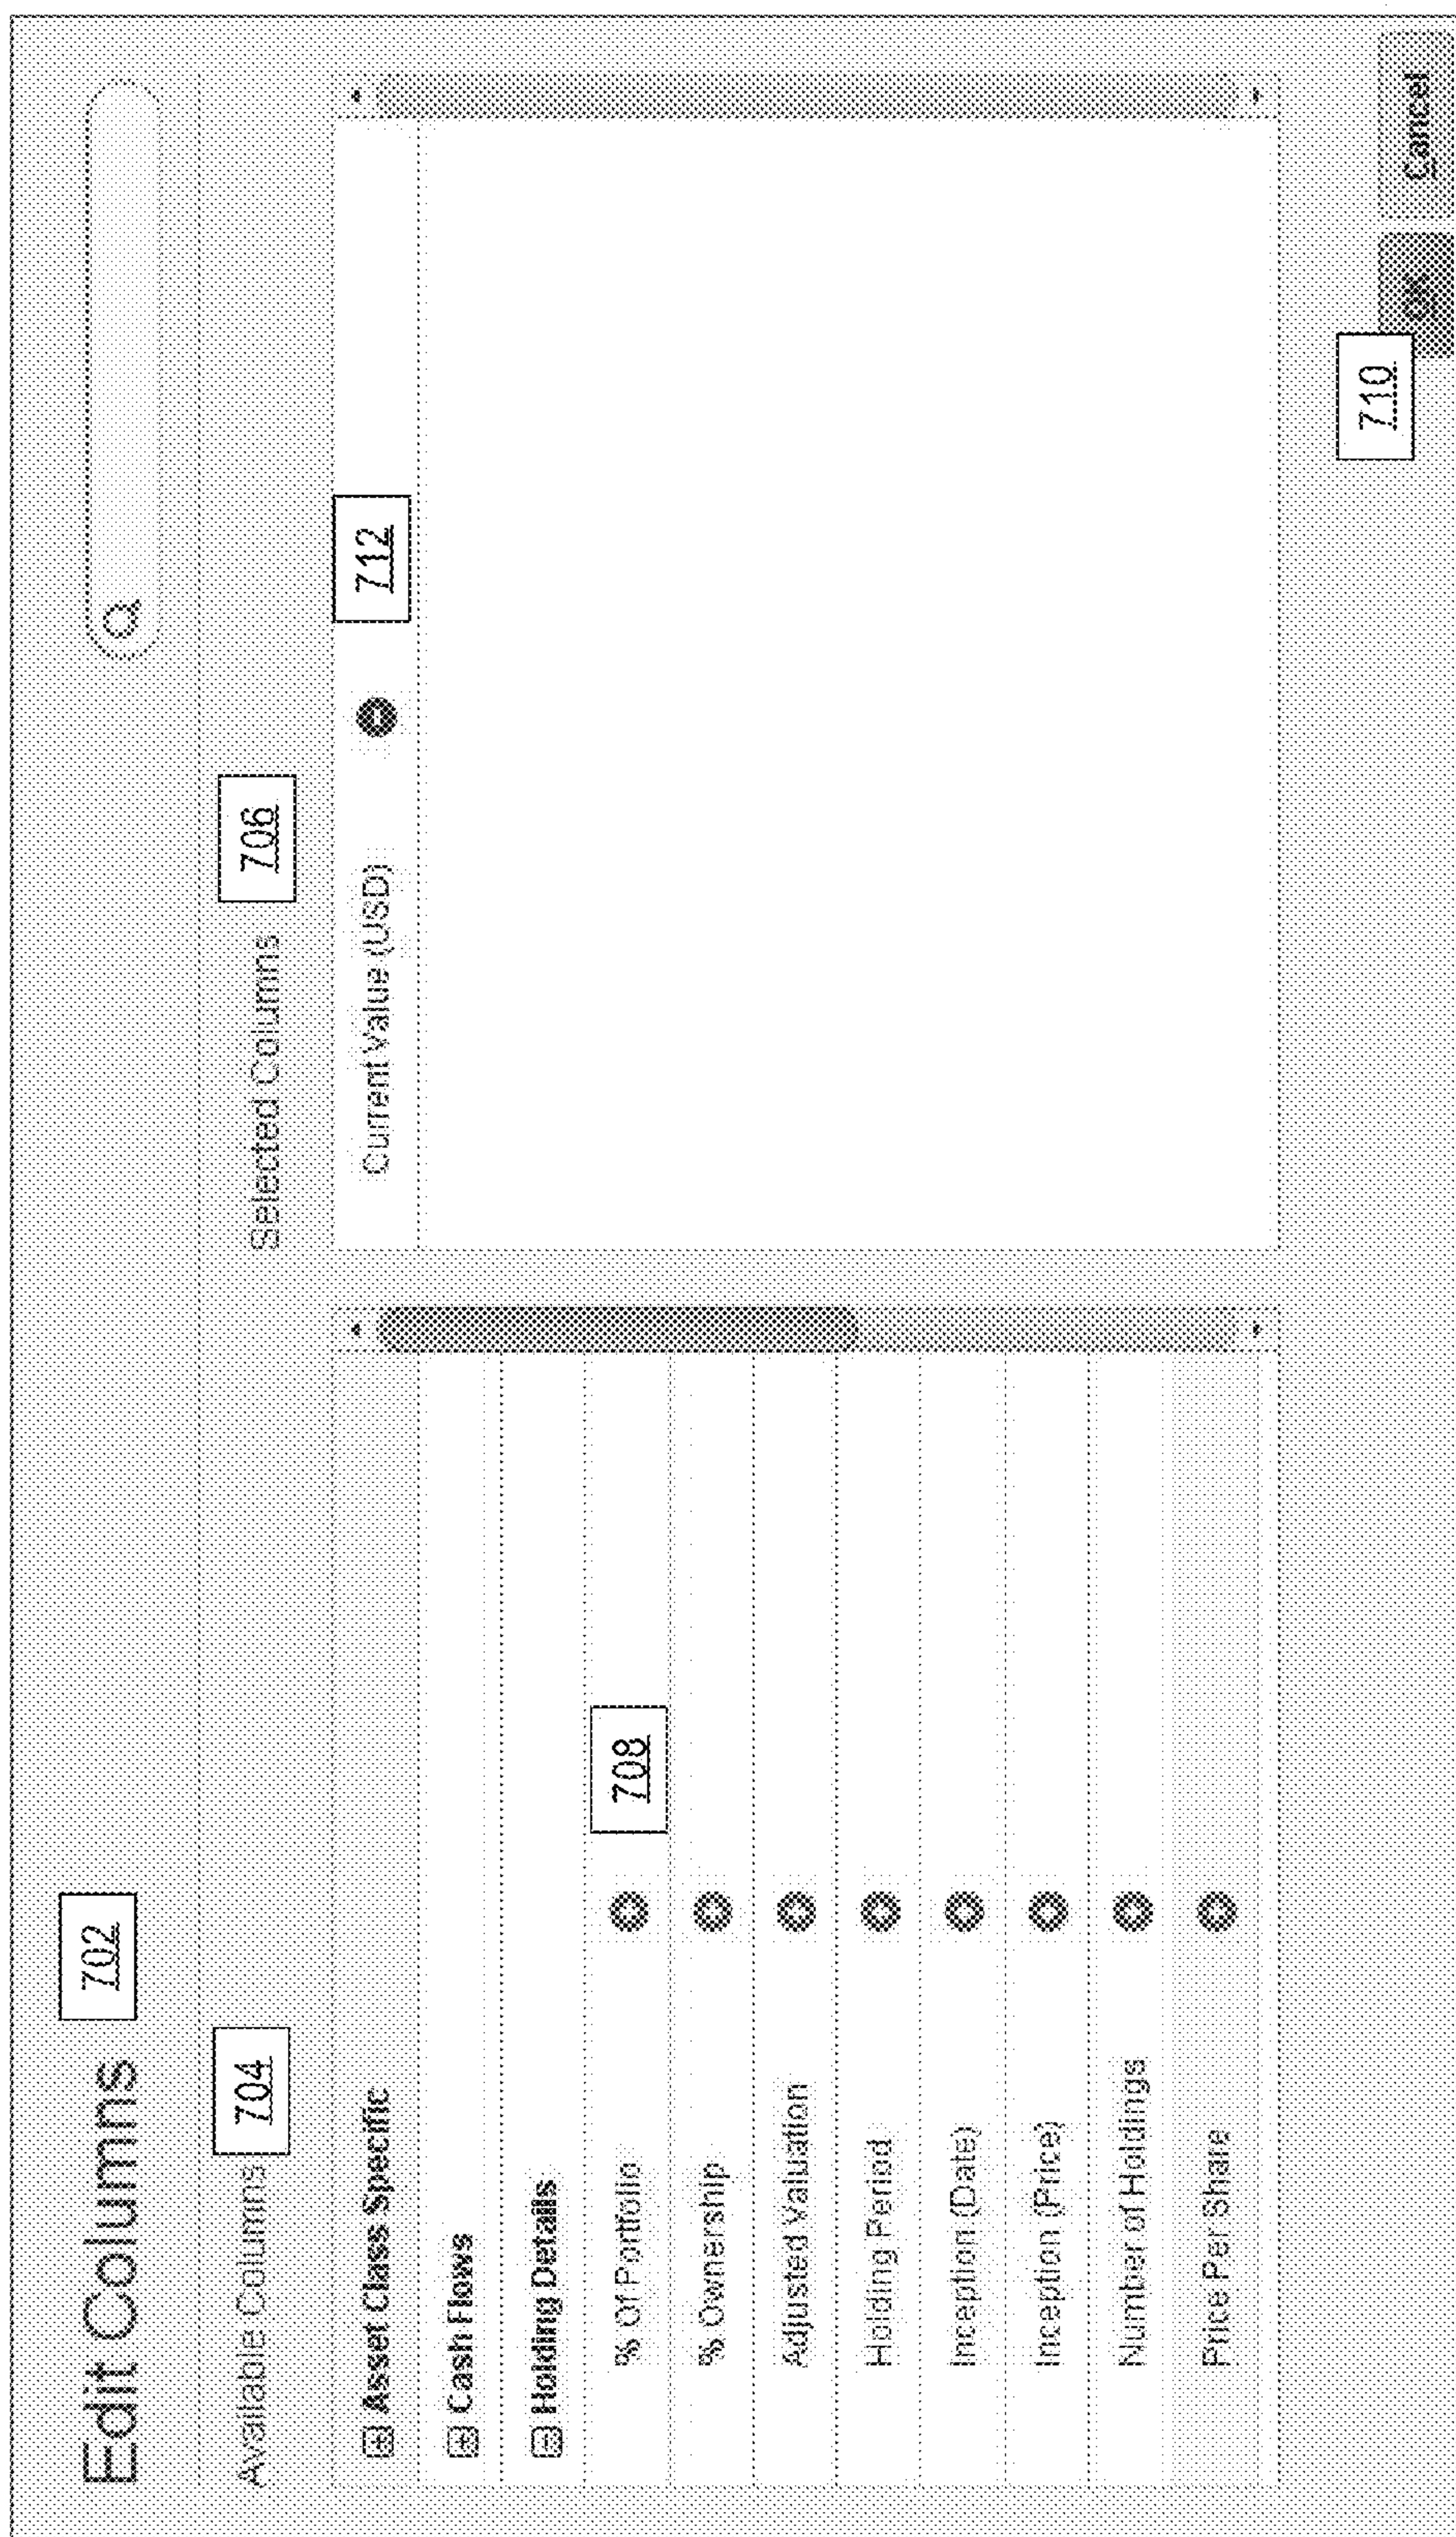 Edit Columns 702
Available Columns 704
Selected Columns 706
Asset Class Specific
Current Value (USD) 712
Cash Flows
Holding Details
% Of Portfolio 708
% Ownership
Adjusted Valuation
Holding Period
Inception (Date)
Inception (Price)
Number of Holdings
Price Per Share
710
OK Cancel